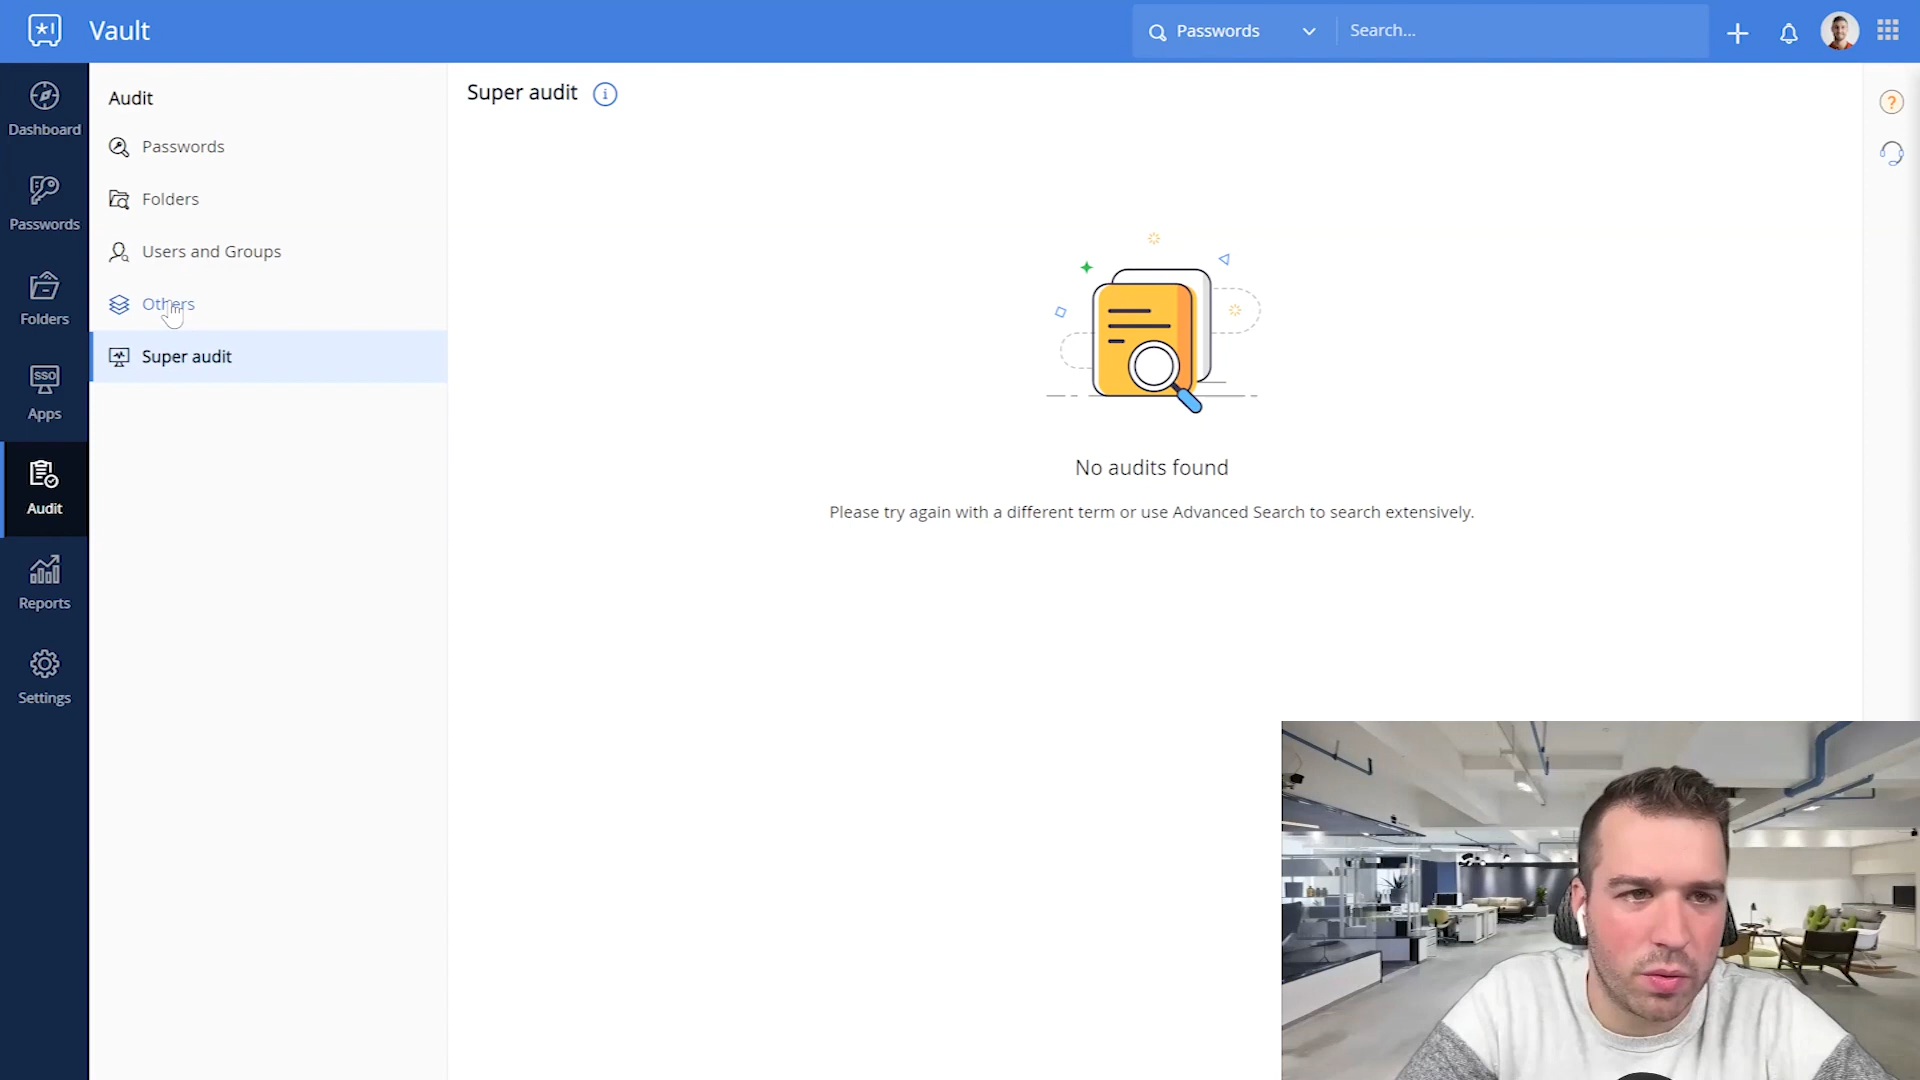 Vault
Passwords
Search...
Dashboard
Passwords
Folders
SSO
Apps
Audit
Reports
Settings
Audit
Passwords
Folders
Users and Groups
Others
Super audit
Super audit
i
?
No audits found
Please try again with a different term or use Advanced Search to search extensively.